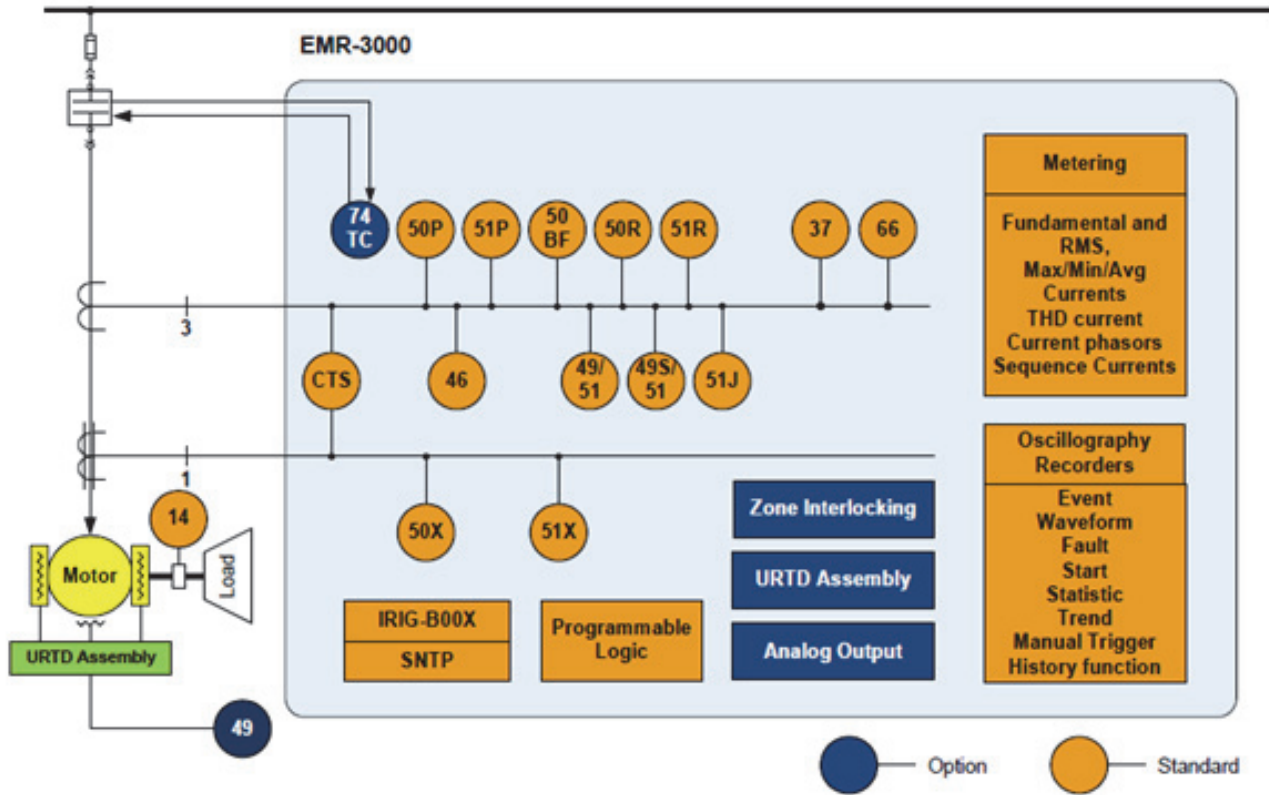 EMR-3000
74
TC
50P
51P
50
BF
50R
51R
37
66
3
CTS
46
49/
51
49S/
51
51J
1
50X
51X
14
Motor
Load
URTD Assembly
49
IRIG-B00X
SNTP
Programmable
Logic
Zone Interlocking
URTD Assembly
Analog Output
Metering
Fundamental and
RMS,
Max/Min/Avg
Currents
THD current
Current phasors
Sequence Currents
Oscillography
Recorders
Event
Waveform
Fault
Start
Statistic
Trend
Manual Trigger
History function
Option
Standard